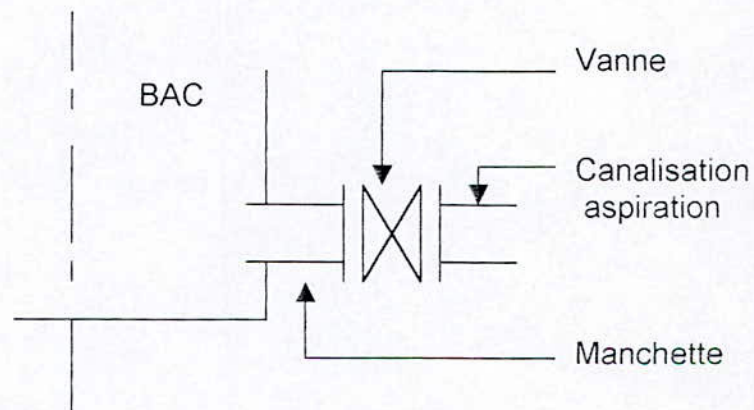 Vanne
BAC
Canalisation
aspiration
Manchette